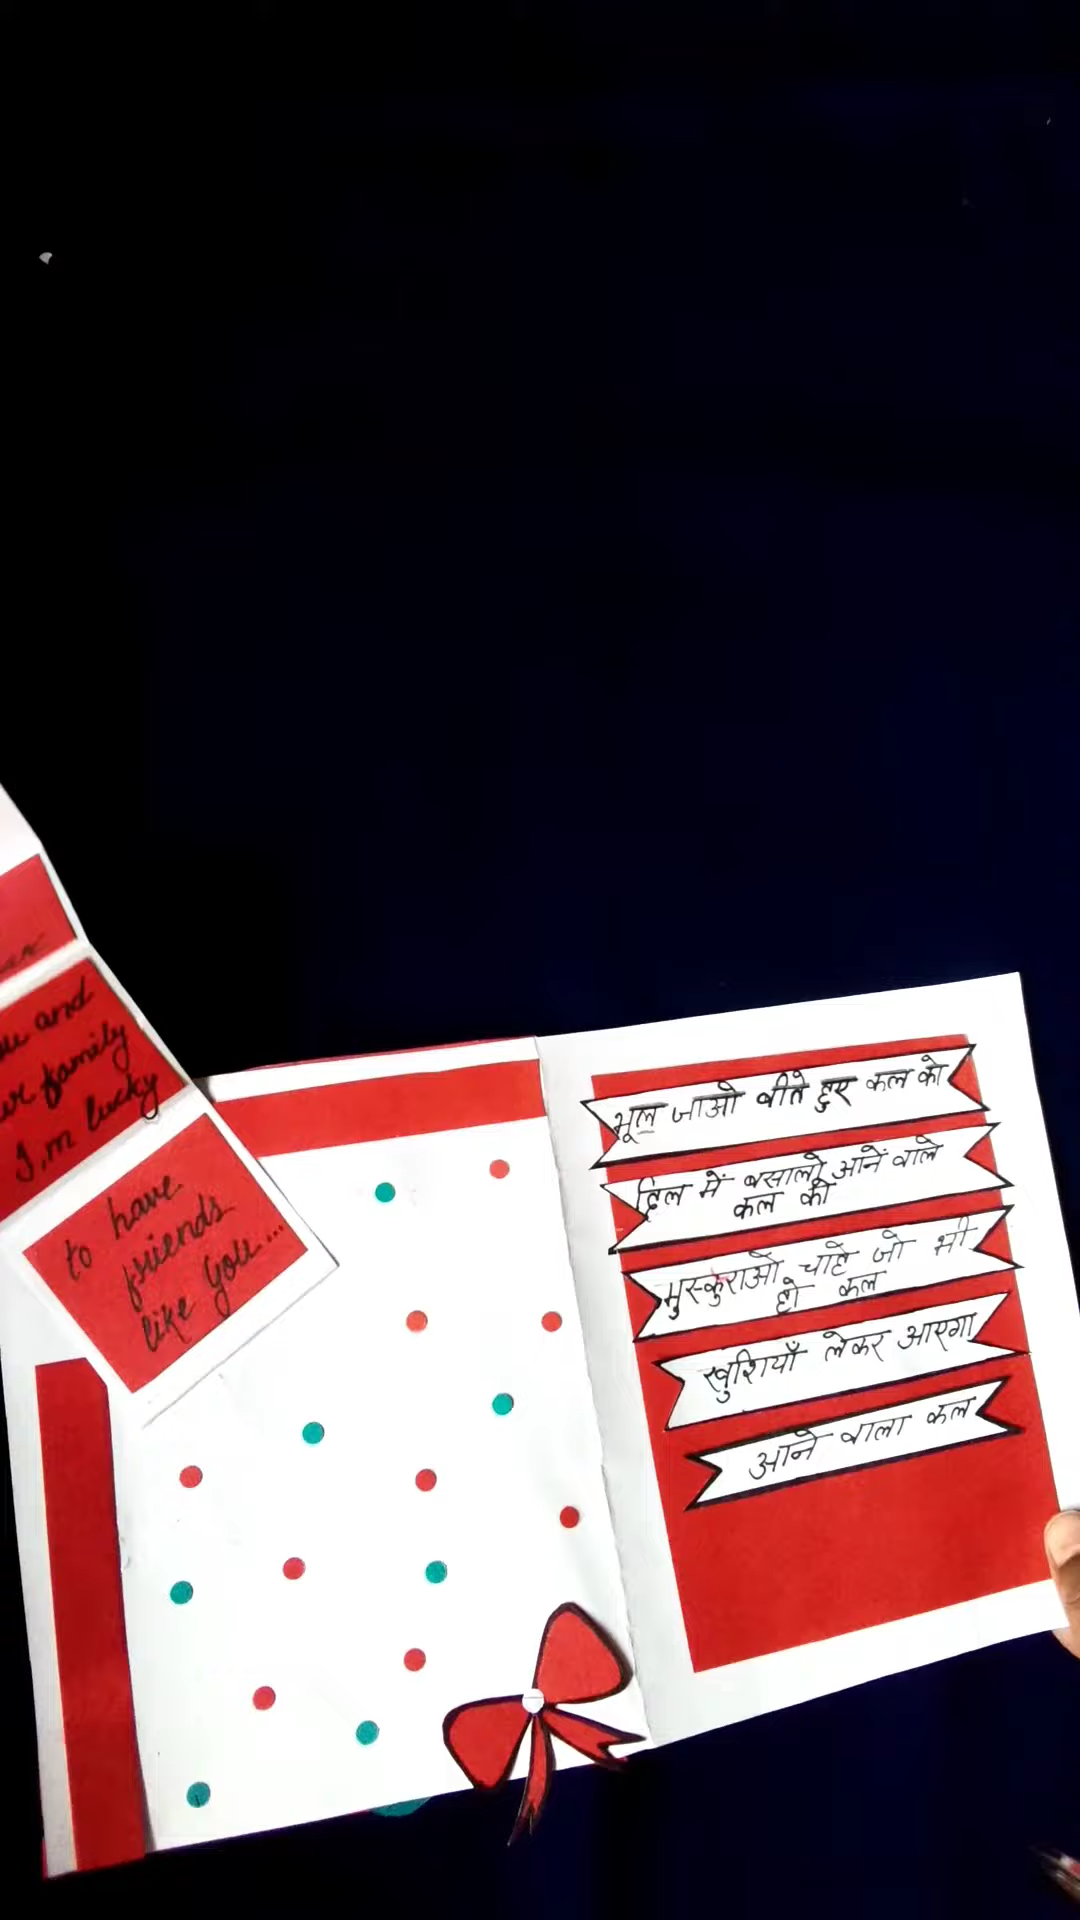 and
family
I,m lucky
to have
friends
like you...
भूल जाओ बीते हुए कल को
दिल में बसालो आनें वाले
कल को
मुस्कुराओ चाहे जो भी
हो कल
खुशियाँ लेकर आएगा
आने वाला कल